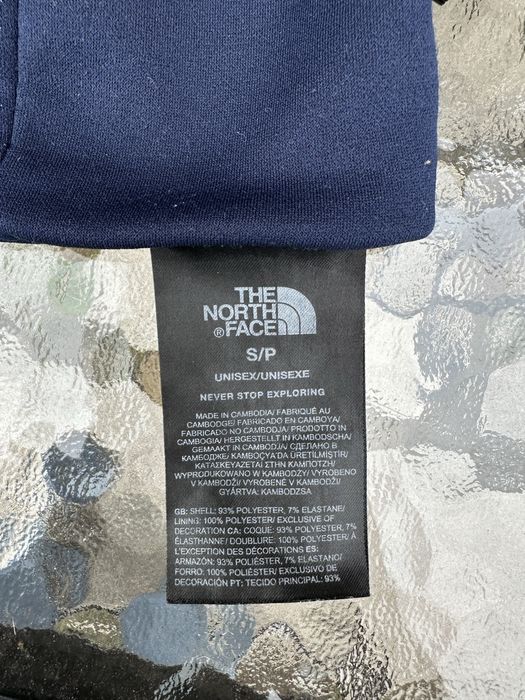 THE
NORTH
®FACE
S/P
UNISEX/UNISEXE
NEVER STOP EXPLORING
MADE IN CAMBODIA/ FABRIQUÉ AU
CAMBODGE/ FABRICADO EN CAMBOYA/
FABRICADO NO CAMBODJA/ PRODOTTO IN
CAMBOGIA/ HERGESTELLT IN KAMBODSCHA/
GEMAAKT IN CAMBODJA/ СДЕЛАНО В
КАМБОДЖЕ/ KAMBOÇYA'DA ÜRETİLMİŞTİR/
ΚΑΤΑΣΚΕΥΑΖΕΤΑΙ ΣΤΗΝ ΚΑΜΠΟΤΖΗ/
WYPRODUKOWANO W KAMBODŻY/ VYROBENO
V KAMBODŽI/ VYROBENÉ V KAMBODŽI/
GYÁRTVA: KAMBODZSA
GB: SHELL: 93% POLYESTER, 7% ELASTANE/
LINING: 100% POLYESTER/ EXCLUSIVE OF
DECORATION CA: COQUE: 93% POLYESTER, 7%
ÉLASTHANNE/ DOUBLURE: 100% POLYESTER/ À
L'EXCEPTION DES DÉCORATIONS ES:
ARMAZÓN: 93% POLIÉSTER, 7% ELASTANO/
FORRO: 100% POLIÉSTER/ EXCLUSIVO DE
DECORACIÓN PT: TECIDO PRINCIPAL: 93%